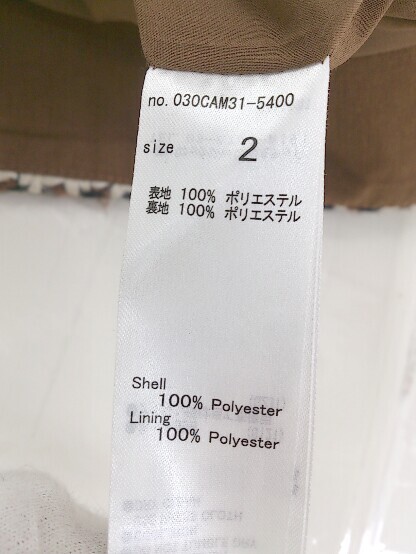 no. 030CAM31-5400
size 2
表地 100% ポリエステル
裏地 100% ポリエステル
Shell
100% Polyester
Lining
100% Polyester